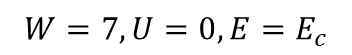 W = 7, U = 0, E = E_c